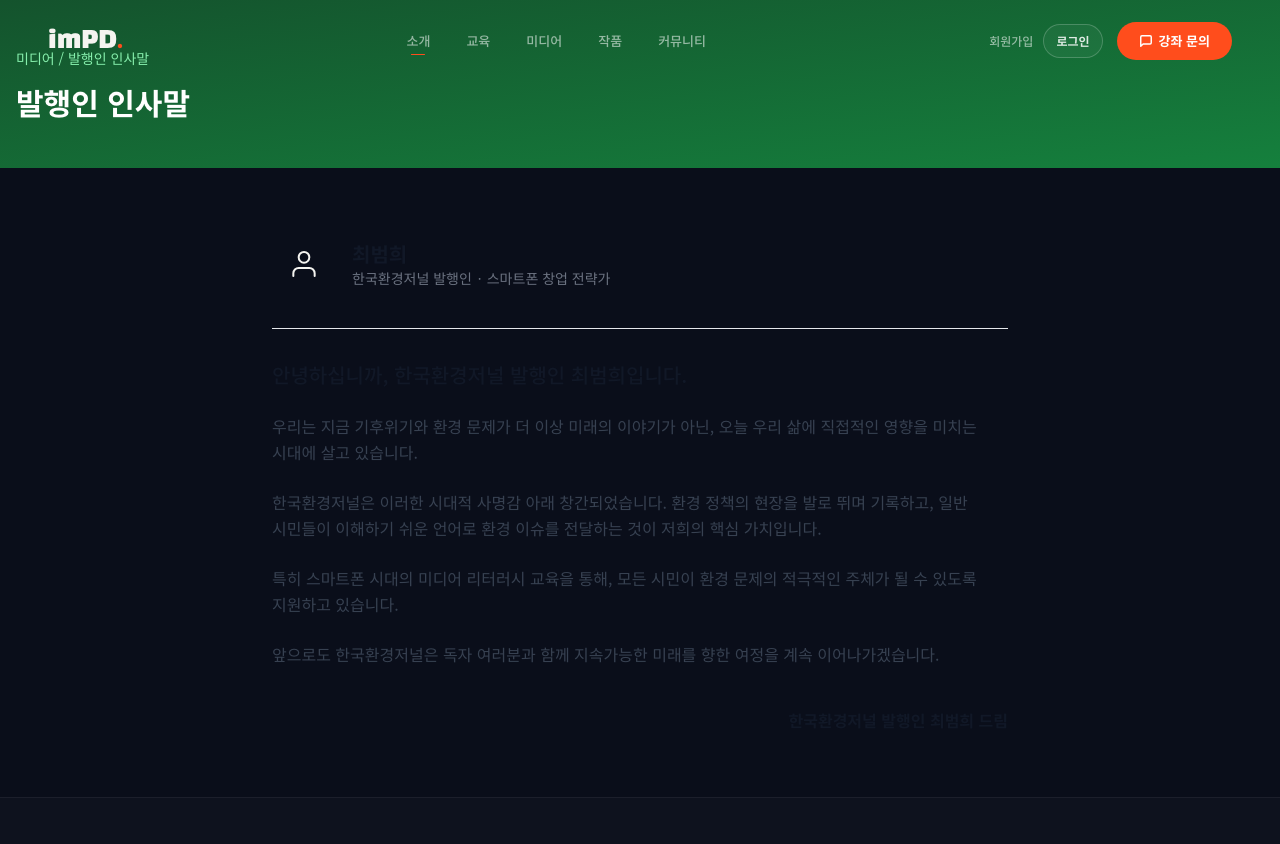 imPD.
소개
교육
미디어
작품
커뮤니티
회원가입
로그인
강좌 문의
미디어 / 발행인 인사말
발행인 인사말
최범희
한국환경저널 발행인 · 스마트폰 창업 전략가
안녕하십니까, 한국환경저널 발행인 최범희입니다.
우리는 지금 기후위기와 환경 문제가 더 이상 미래의 이야기가 아닌, 오늘 우리 삶에 직접적인 영향을 미치는
시대에 살고 있습니다.
한국환경저널은 이러한 시대적 사명감 아래 창간되었습니다. 환경 정책의 현장을 발로 뛰며 기록하고, 일반
시민들이 이해하기 쉬운 언어로 환경 이슈를 전달하는 것이 저희의 핵심 가치입니다.
특히 스마트폰 시대의 미디어 리터러시 교육을 통해, 모든 시민이 환경 문제의 적극적인 주체가 될 수 있도록
지원하고 있습니다.
앞으로도 한국환경저널은 독자 여러분과 함께 지속가능한 미래를 향한 여정을 계속 이어나가겠습니다.
한국환경저널 발행인 최범희 드림